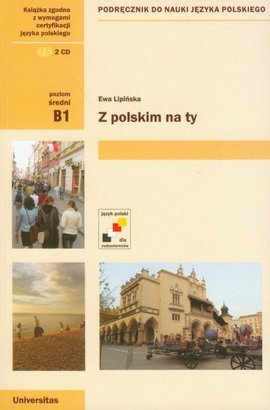 Książka zgodna
z wymogami
certyfikacji
języka polskiego
2 CD
poziom
średni
B1
PODRĘCZNIK DO NAUKI JĘZYKA POLSKIEGO
Ewa Lipińska
Z polskim na ty
język polski
dla
cudzoziemców
Universitas